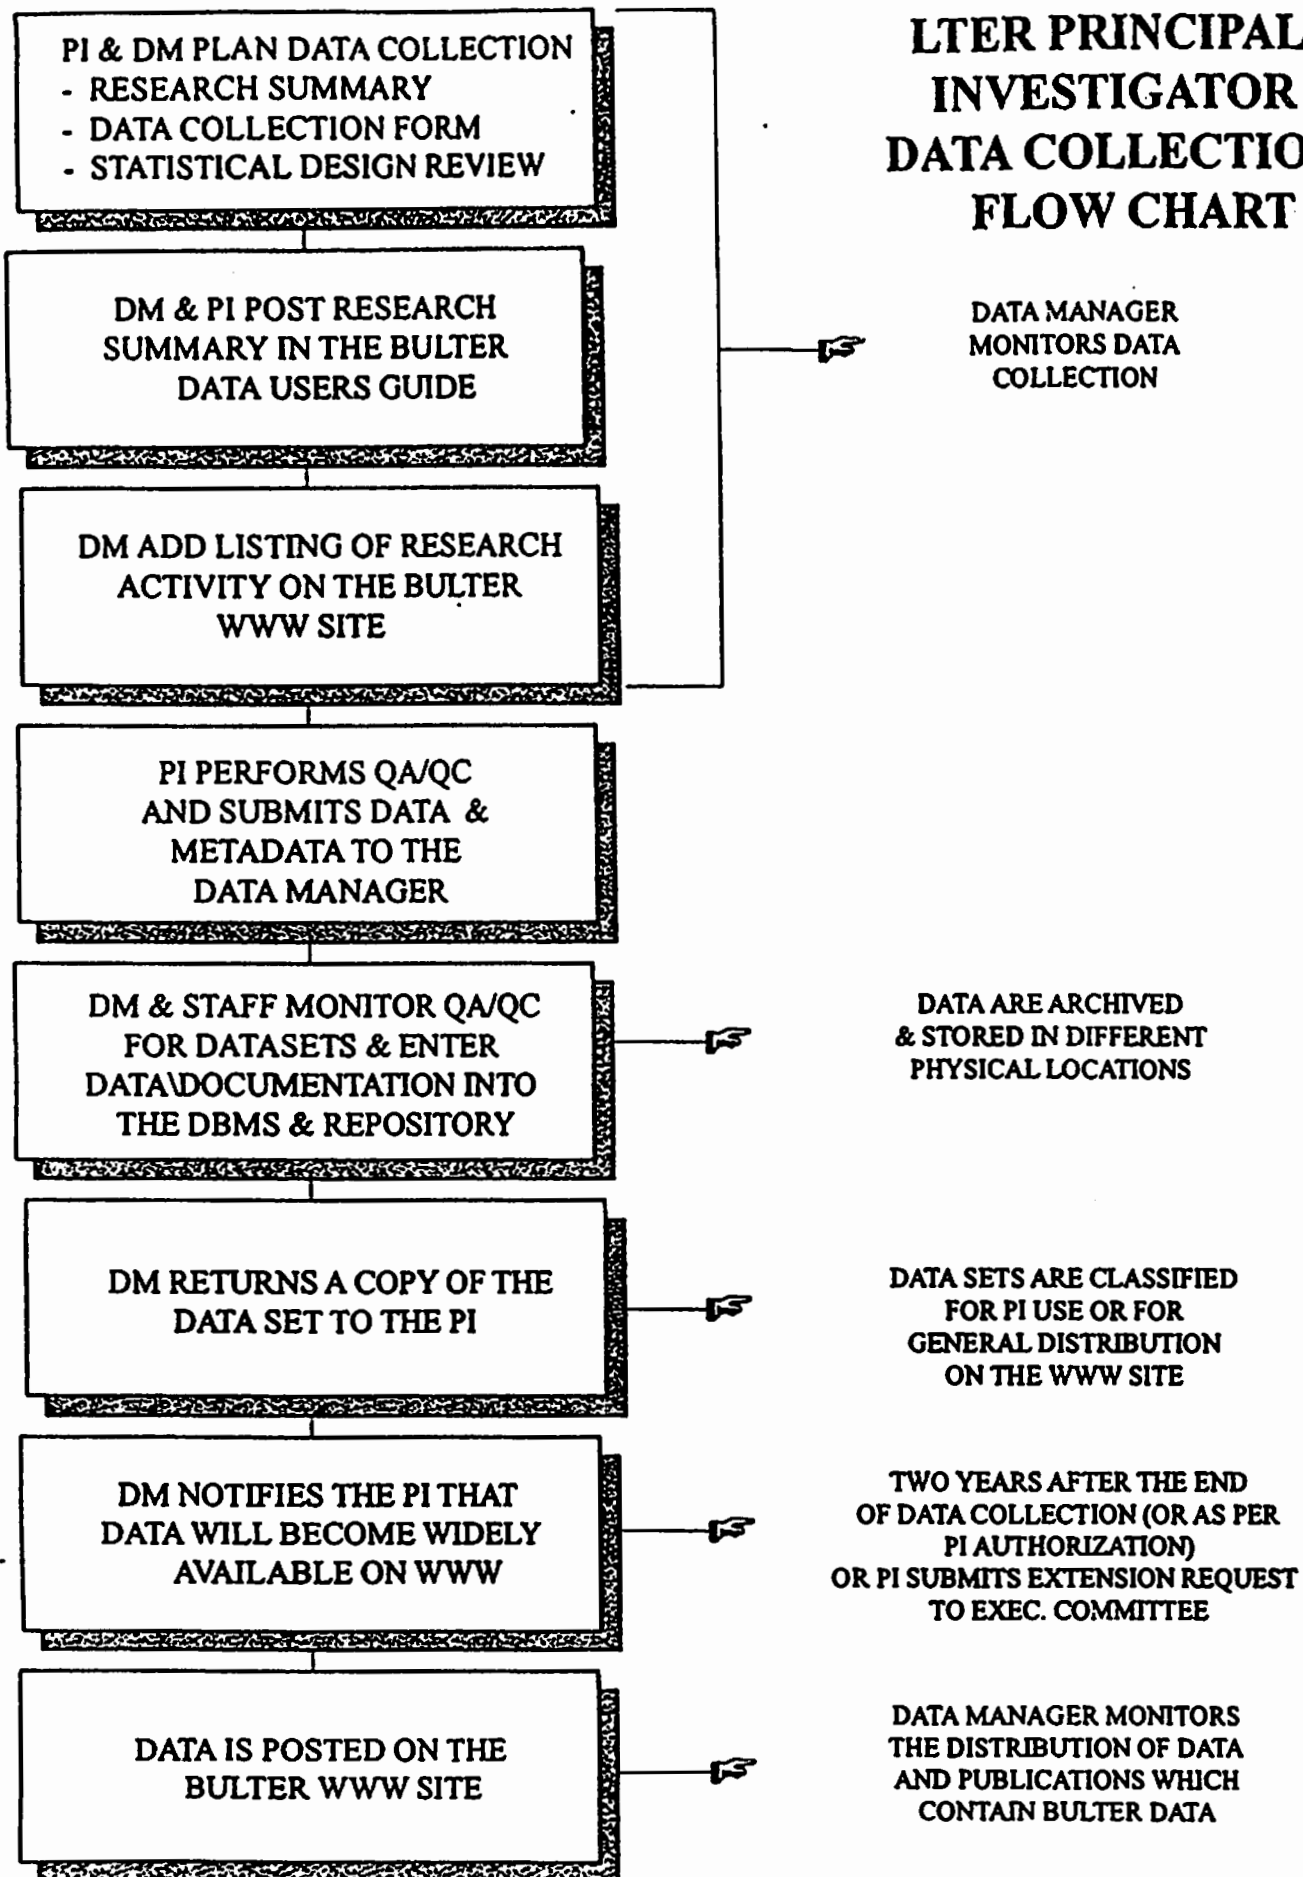 LTER PRINCIPAL
INVESTIGATOR
DATA COLLECTIO
FLOW CHART
PI & DM PLAN DATA COLLECTION
- RESEARCH SUMMARY
- DATA COLLECTION FORM
- STATISTICAL DESIGN REVIEW
DM & PI POST RESEARCH
SUMMARY IN THE BULTER
DATA USERS GUIDE
DATA MANAGER
MONITORS DATA
COLLECTION
DM ADD LISTING OF RESEARCH
ACTIVITY ON THE BULTER
WWW SITE
PI PERFORMS QA/QC
AND SUBMITS DATA &
METADATA TO THE
DATA MANAGER
DM & STAFF MONITOR QA/QC
FOR DATASETS & ENTER
DATA\DOCUMENTATION INTO
THE DBMS & REPOSITORY
DATA ARE ARCHIVED
& STORED IN DIFFERENT
PHYSICAL LOCATIONS
DM RETURNS A COPY OF THE
DATA SET TO THE PI
DATA SETS ARE CLASSIFIED
FOR PI USE OR FOR
GENERAL DISTRIBUTION
ON THE WWW SITE
DM NOTIFIES THE PI THAT
DATA WILL BECOME WIDELY
AVAILABLE ON WWW
TWO YEARS AFTER THE END
OF DATA COLLECTION (OR AS PER
PI AUTHORIZATION)
OR PI SUBMITS EXTENSION REQUEST
TO EXEC. COMMITTEE
DATA IS POSTED ON THE
BULTER WWW SITE
DATA MANAGER MONITORS
THE DISTRIBUTION OF DATA
AND PUBLICATIONS WHICH
CONTAIN BULTER DATA